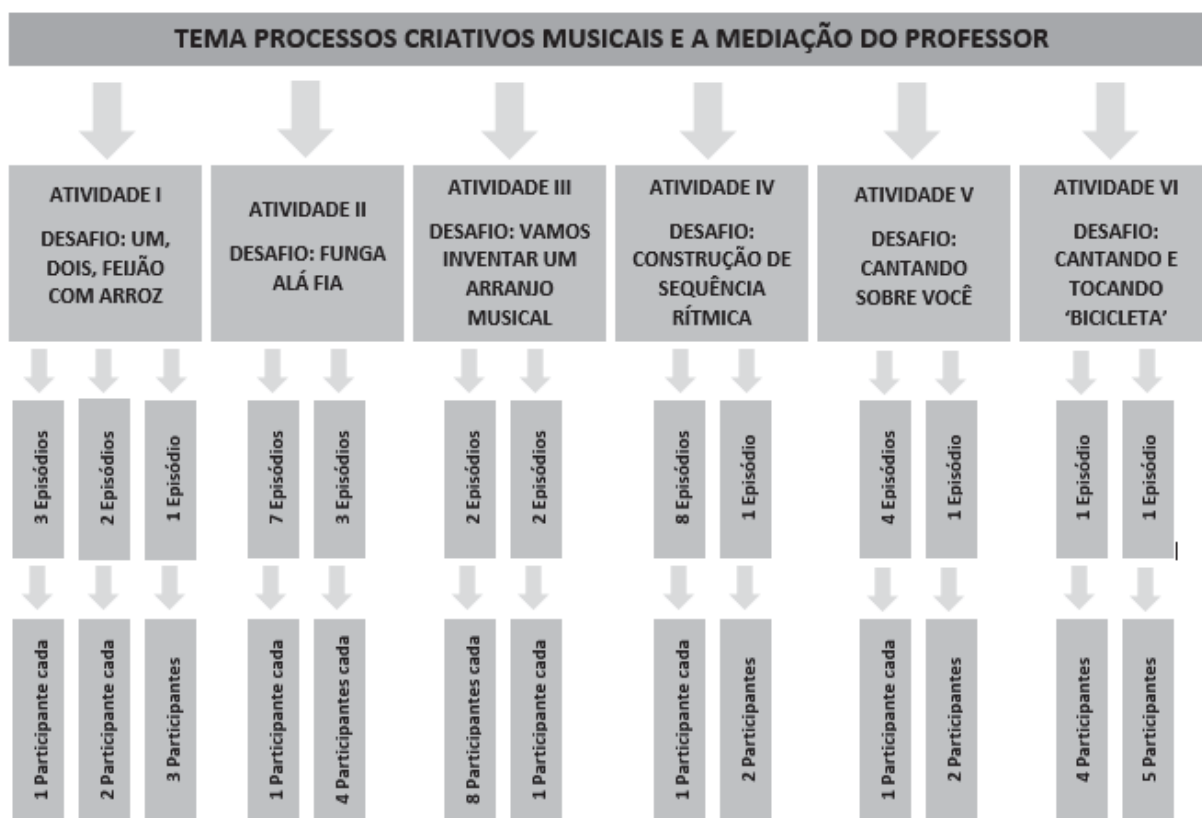 TEMA PROCESSOS CRIATIVOS MUSICAIS E A MEDIAÇÃO DO PROFESSOR
ATIVIDADE I
DESAFIO: UM,
DOIS, FEIJÃO
COM ARROZ
ATIVIDADE II
DESAFIO: FUNGA
ALÁ FIA
ATIVIDADE III
DESAFIO: VAMOS
INVENTAR UM
ARRANJO
MUSICAL
ATIVIDADE IV
DESAFIO:
CONSTRUÇÃO DE
SEQUÊNCIA
RÍTMICA
ATIVIDADE V
DESAFIO:
CANTANDO
SOBRE VOCÊ
ATIVIDADE VI
DESAFIO:
CANTANDO E
TOCANDO
‘BICICLETA’
3 Episódios
2 Episódios
1 Episódio
7 Episódios
3 Episódios
2 Episódios
2 Episódios
8 Episódios
1 Episódio
4 Episódios
1 Episódio
1 Episódio
1 Episódio
1 Participante cada
2 Participante cada
3 Participantes
1 Participante cada
4 Participantes cada
8 Participantes cada
1 Participante cada
1 Participante cada
2 Participantes
1 Participante cada
2 Participantes
4 Participantes
5 Participantes